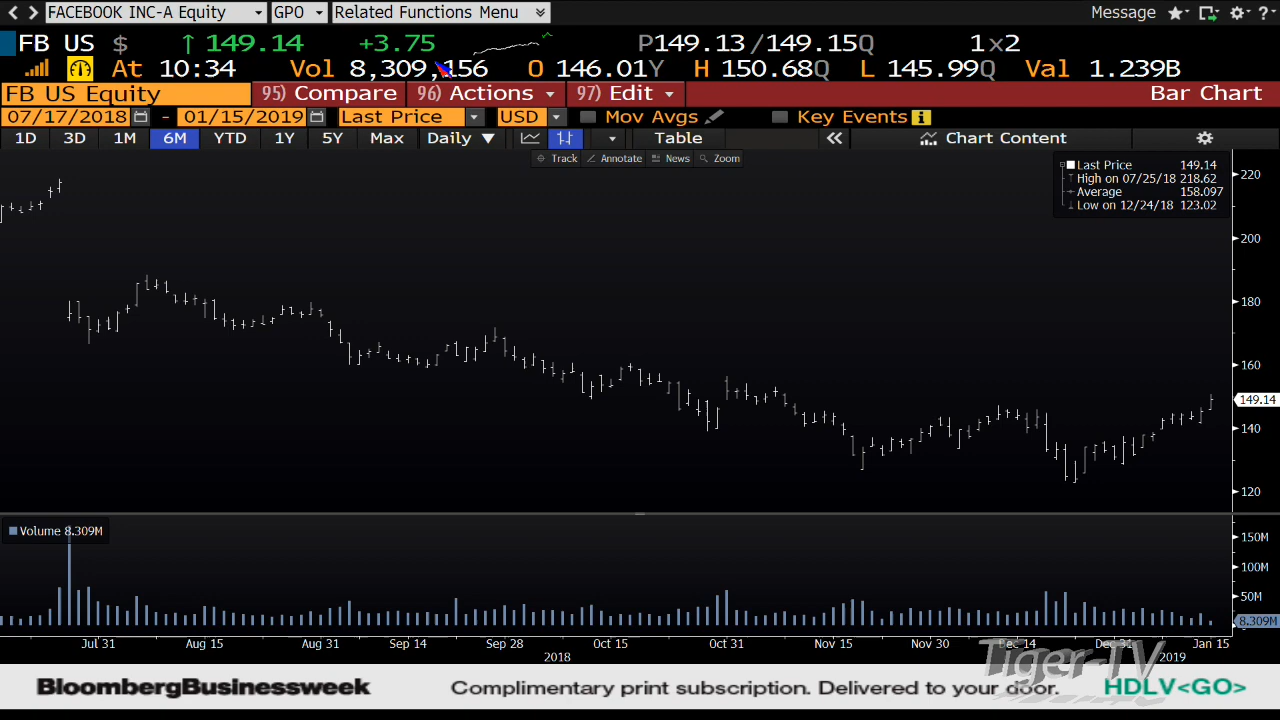 FACEBOOK INC-A Equity GPO Related Functions Menu Message ?
FB US $ ↑ 149.14 +3.75 P149.13 /149.15Q 1x2
At 10:34 Vol 8,309,156 O 146.01Y H 150.68Q L 145.99Q Val 1.239B
FB US Equity 95) Compare 96) Actions 97) Edit Bar Chart
07/17/2018 - 01/15/2019 Last Price USD Mov Avgs Key Events i
1D 3D 1M 6M YTD 1Y 5Y Max Daily ▼ Table « Chart Content
Track Annotate News Zoom
Last Price 149.14
High on 07/25/18 218.62
Average 158.097
Low on 12/24/18 123.02
220
200
180
160
149.14
140
120
Volume 8.309M
150M
100M
50M
8.309M
Jul 31 Aug 15 Aug 31 Sep 14 Sep 28 Oct 15 Oct 31 Nov 15 Nov 30 Dec 14 Dec 31 Jan 15
2018 2019
Tiger-TV
BloombergBusinessweek Complimentary print subscription. Delivered to your door. HDLV<GO>